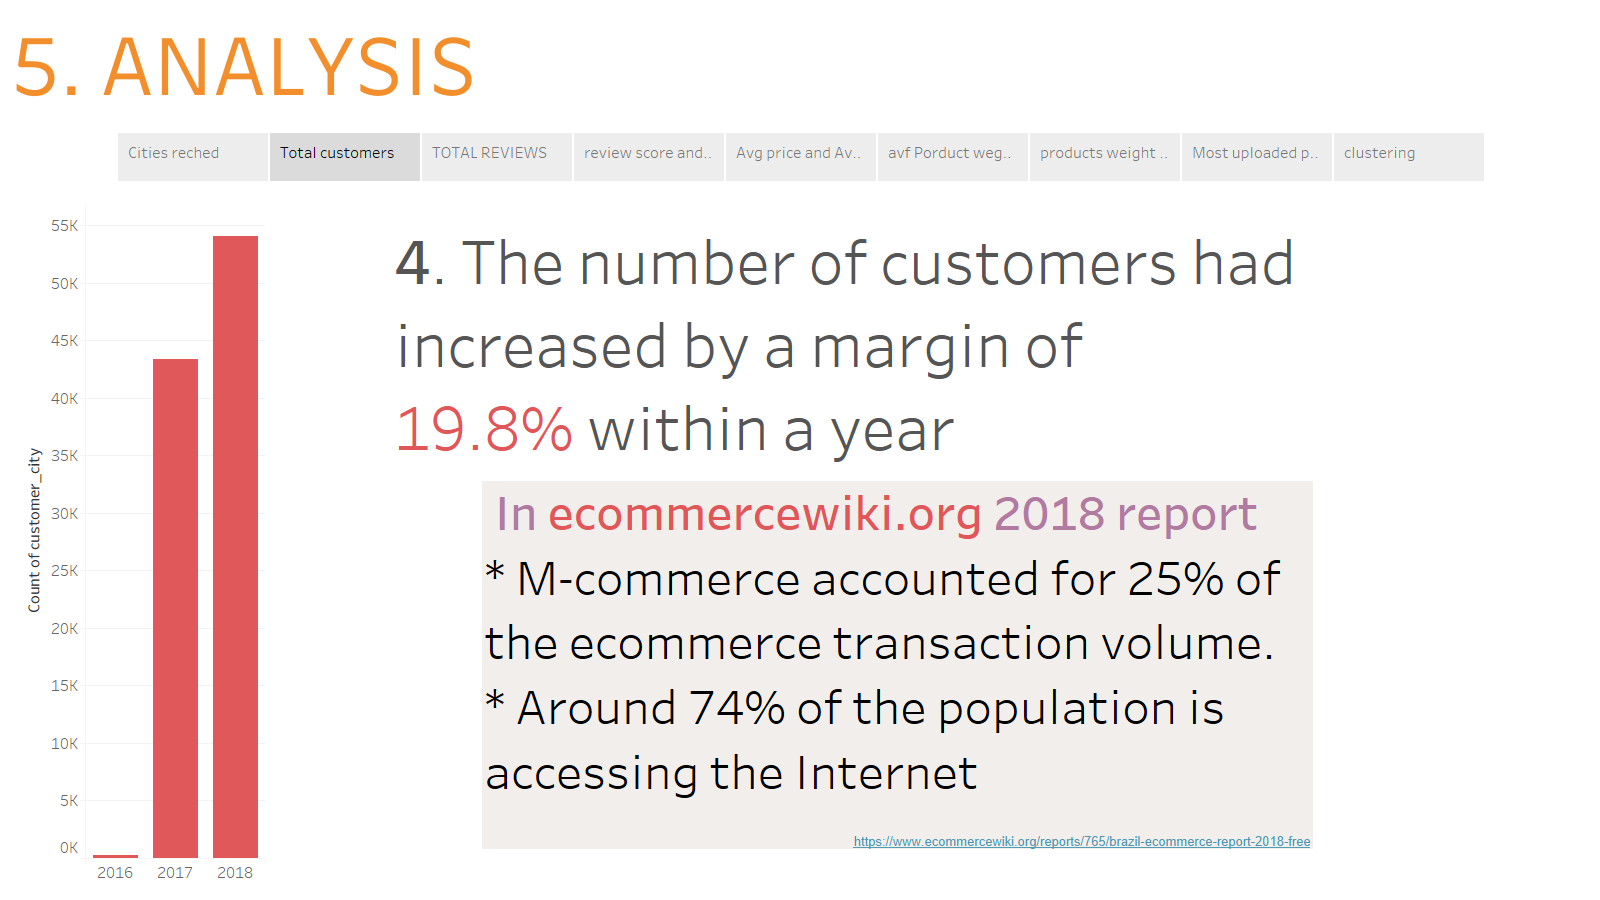 5. ANALYSIS
Cities reched
Total customers
TOTAL REVIEWS
review score and..
Avg price and Av..
avf Porduct weg..
products weight ..
Most uploaded p..
clustering
55K
50K
45K
40K
35K
30K
25K
20K
15K
10K
5K
0K
Count of customer_city
2016
2017
2018
4. The number of customers had
increased by a margin of
19.8% within a year
In ecommercewiki.org 2018 report
* M-commerce accounted for 25% of
the ecommerce transaction volume.
* Around 74% of the population is
accessing the Internet
https://www.ecommercewiki.org/reports/765/brazil-ecommerce-report-2018-free